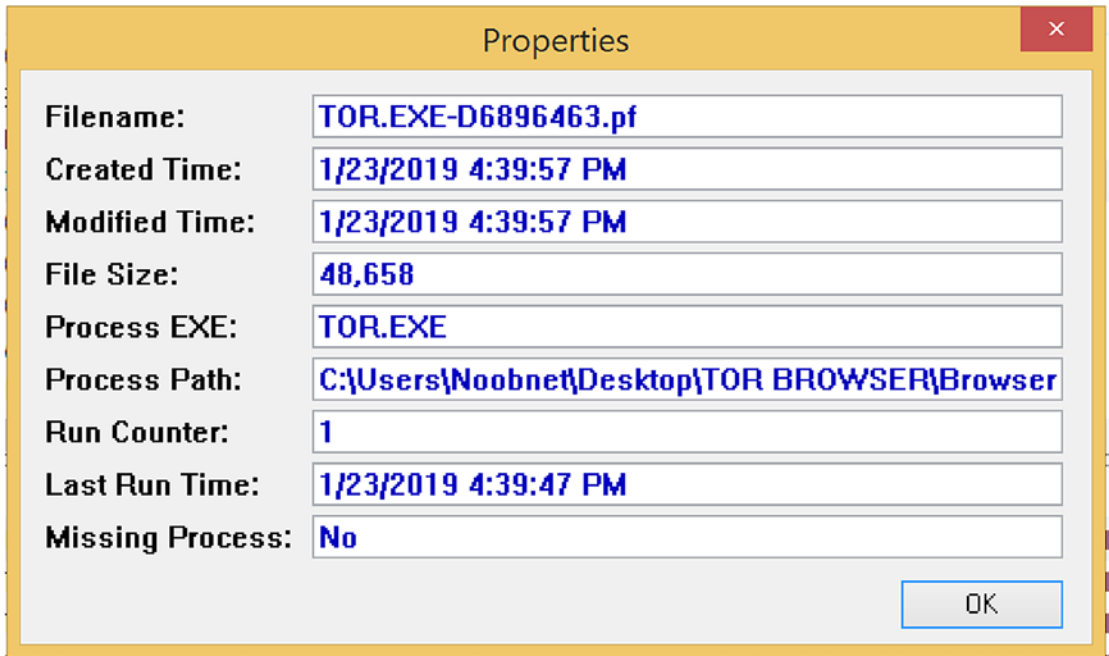 Properties
Filename: TOR.EXE-D6896463.pf
Created Time: 1/23/2019 4:39:57 PM
Modified Time: 1/23/2019 4:39:57 PM
File Size: 48,658
Process EXE: TOR.EXE
Process Path: C:\Users\Noobnet\Desktop\TOR BROWSER\Browser
Run Counter: 1
Last Run Time: 1/23/2019 4:39:47 PM
Missing Process: No
OK